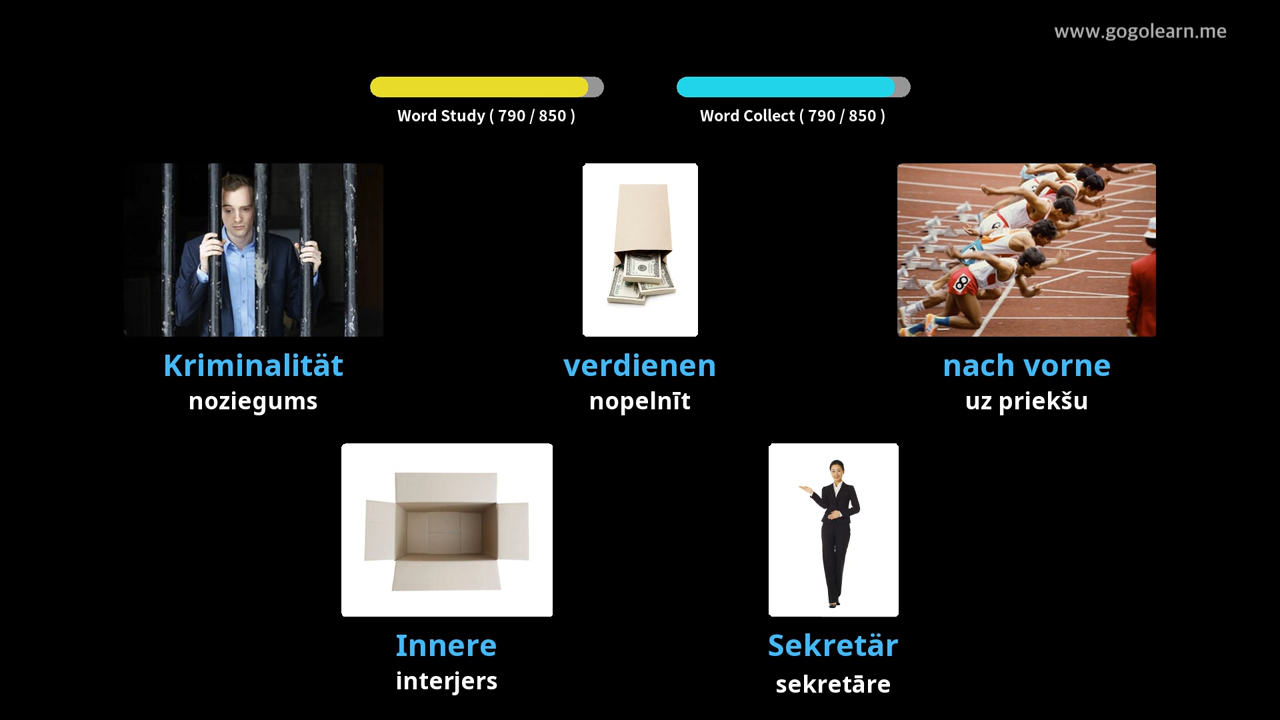 www.gogolearn.me
Word Study ( 790 / 850 )
Word Collect ( 790 / 850 )
Kriminalität
noziegums
verdienen
nopelnīt
nach vorne
uz priekšu
Innere
interjers
Sekretär
sekretāre